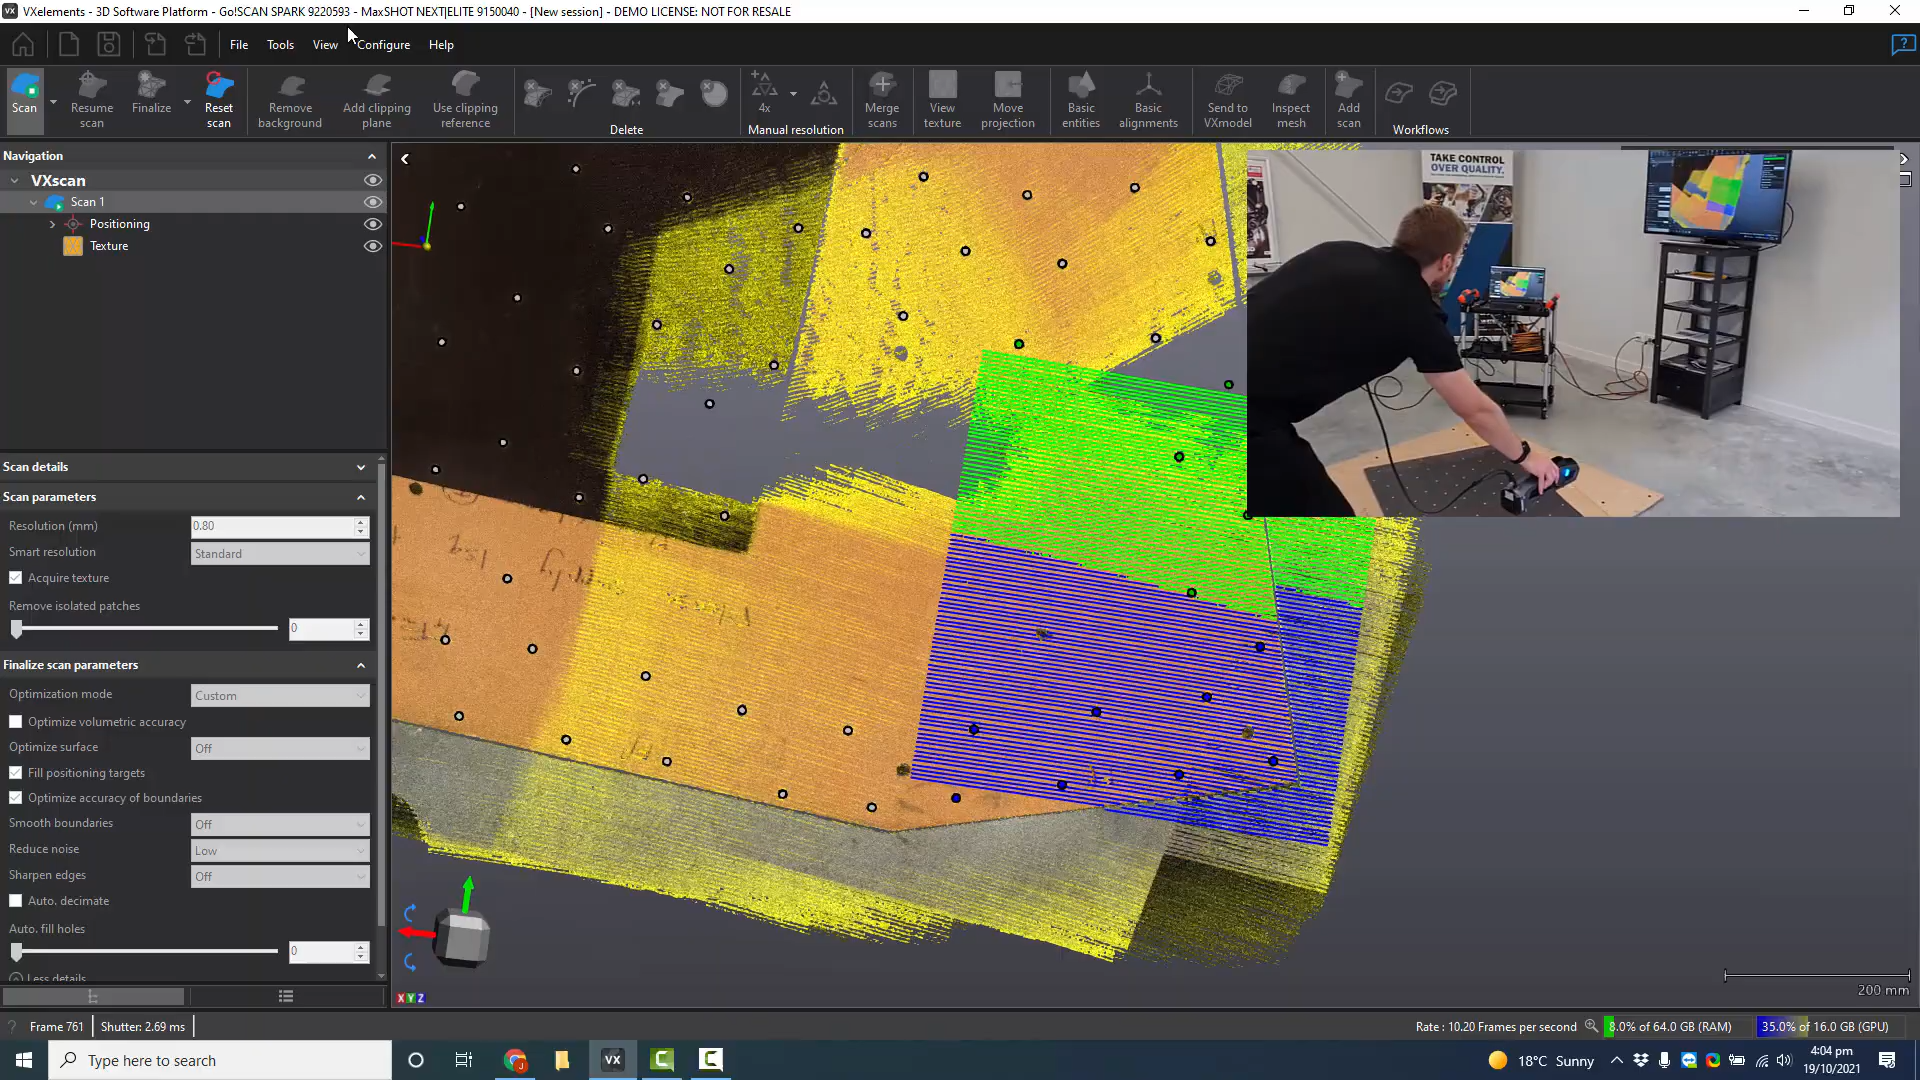 VXelements - 3D Software Platform - Go!SCAN SPARK 9220593 - MaxSHOT NEXT|ELITE 9150040 - [New session] - DEMO LICENSE: NOT FOR RESALE
File Tools View Configure Help
Scan
Resume scan
Finalize
Reset scan
Remove background
Add clipping plane
Use clipping reference
Delete
4x
Manual resolution
Merge scans
View texture
Move projection
Basic entities
Basic alignments
Send to VXmodel
Inspect mesh
Add scan
Workflows
Navigation
VXscan
Scan 1
Positioning
Texture
TAKE CONTROL
OVER QUALITY.
Scan details
Scan parameters
Resolution (mm) 0.80
Smart resolution Standard
Acquire texture
Remove isolated patches
0
Finalize scan parameters
Optimization mode Custom
Optimize volumetric accuracy
Optimize surface Off
Fill positioning targets
Optimize accuracy of boundaries
Smooth boundaries Off
Reduce noise Low
Sharpen edges Off
Auto. decimate
Auto. fill holes
0
Less details
X Y Z
200 mm
Frame 761 Shutter: 2.69 ms
Rate : 10.20 Frames per second 8.0% of 64.0 GB (RAM) 35.0% of 16.0 GB (GPU)
Type here to search
VX
18°C Sunny
4:04 pm
19/10/2021